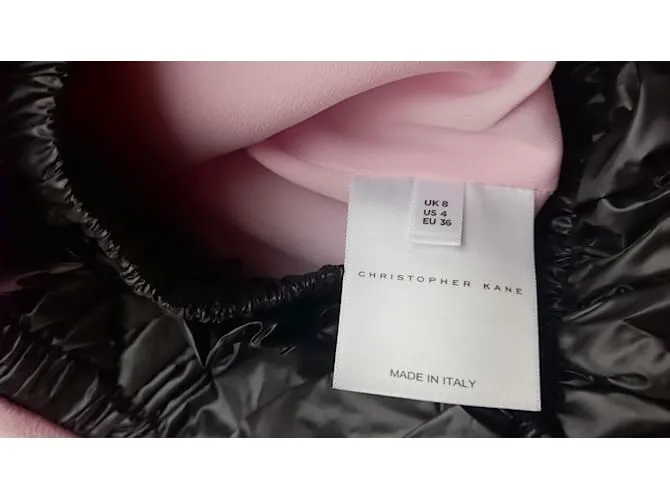 UK 8
US 4
EU 36
CHRISTOPHER KANE
MADE IN ITALY